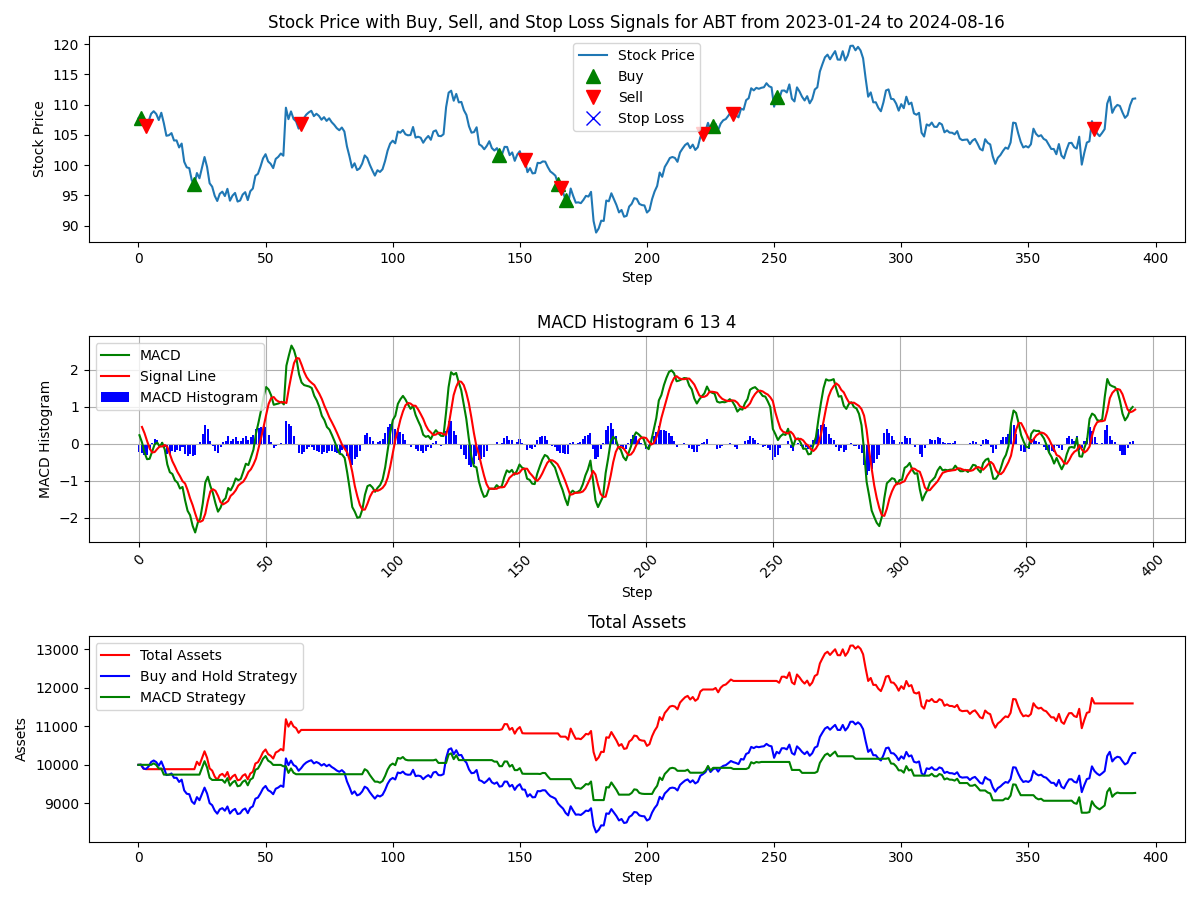 Stock Price with Buy, Sell, and Stop Loss Signals for ABT from 2023-01-24 to 2024-08-16
120
115
110
105
100
95
90
Stock Price
Stock Price
Buy
Sell
Stop Loss
0 50 100 150 200 250 300 350 400
Step
MACD Histogram 6 13 4
2
1
0
−1
−2
MACD Histogram
MACD
Signal Line
MACD Histogram
0 50 100 150 200 250 300 350 400
Step
Total Assets
13000
12000
11000
10000
9000
Assets
Total Assets
Buy and Hold Strategy
MACD Strategy
0 50 100 150 200 250 300 350 400
Step